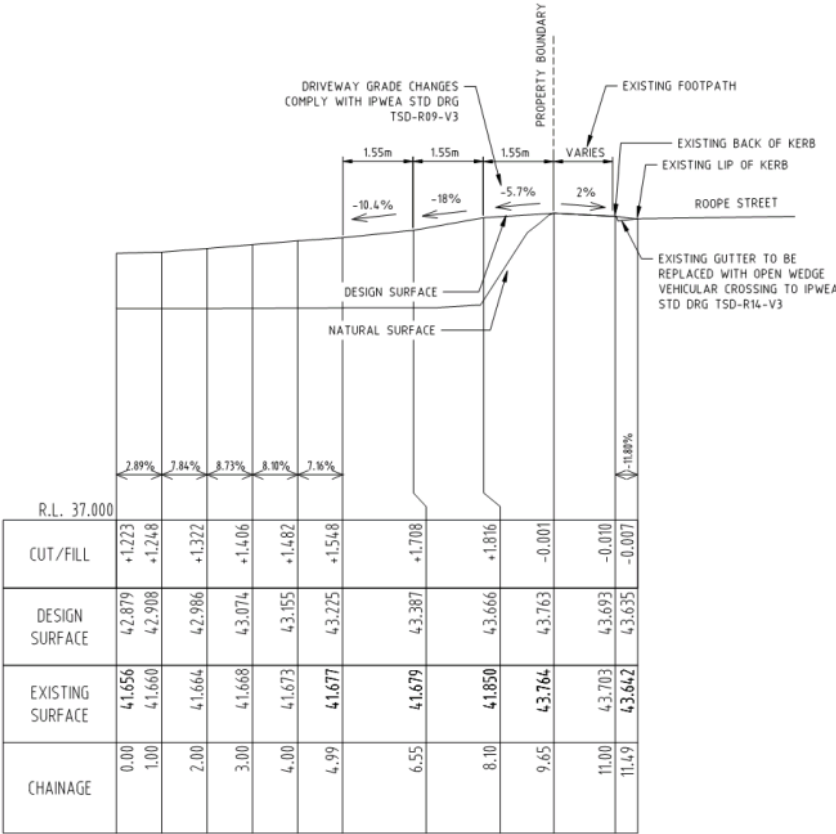 PROPERTY BOUNDARY
DRIVEWAY GRADE CHANGES
COMPLY WITH IPWEA STD DRG
TSD-R09-V3
EXISTING FOOTPATH
1.55m 1.55m 1.55m VARIES
EXISTING BACK OF KERB
EXISTING LIP OF KERB
-10.4% -18% -5.7% 2%
ROOPE STREET
EXISTING GUTTER TO BE
REPLACED WITH OPEN WEDGE
VEHICULAR CROSSING TO IPWEA
STD DRG TSD-R14-V3
DESIGN SURFACE
NATURAL SURFACE
2.89% 7.84% 8.73% 8.10% 7.16% -11.80%
R.L. 37.000
CUT/FILL +1.223 +1.248 +1.322 +1.406 +1.482 +1.548 +1.708 +1.816 -0.001 -0.010 -0.007
DESIGN
SURFACE
42.879 42.908 42.986 43.074 43.155 43.225 43.387 43.666 43.763 43.693 43.635
EXISTING
SURFACE
41.656 41.660 41.664 41.668 41.673 41.677 41.679 41.850 43.764 43.703 43.642
CHAINAGE 0.00 1.00 2.00 3.00 4.00 4.99 6.55 8.10 9.65 11.00 11.49